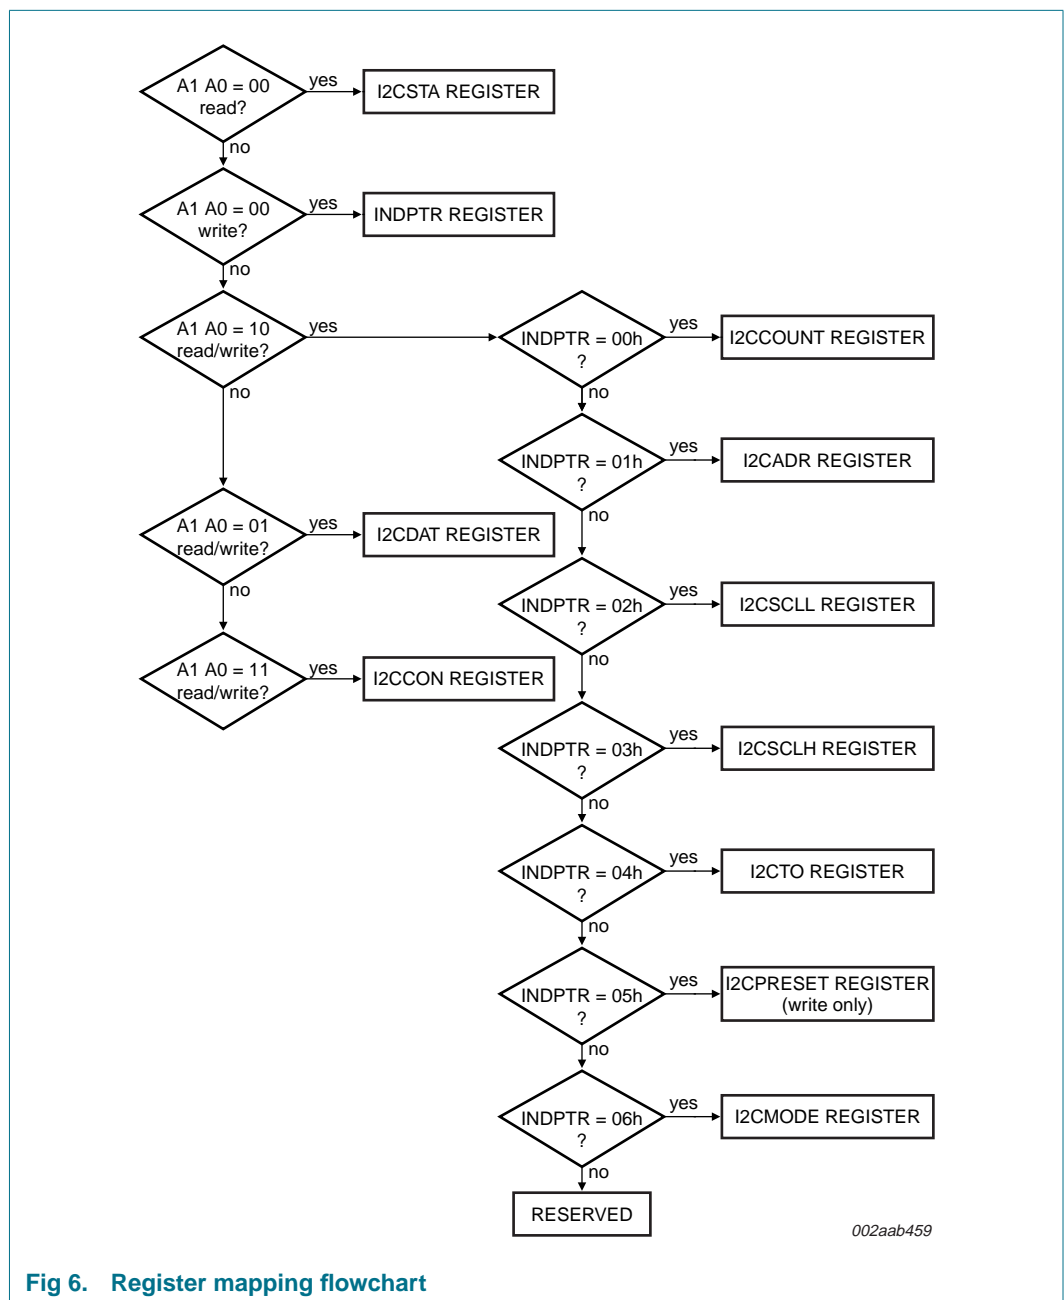 A1 A0 = 00
read?
yes
I2CSTA REGISTER
no
A1 A0 = 00
write?
yes
INDPTR REGISTER
no
A1 A0 = 10
read/write?
yes
no
A1 A0 = 01
read/write?
yes
I2CDAT REGISTER
no
A1 A0 = 11
read/write?
yes
I2CCON REGISTER
INDPTR = 00h
?
yes
I2CCOUNT REGISTER
no
INDPTR = 01h
?
yes
I2CADR REGISTER
no
INDPTR = 02h
?
yes
I2CSCLL REGISTER
no
INDPTR = 03h
?
yes
I2CSCLH REGISTER
no
INDPTR = 04h
?
yes
I2CTO REGISTER
no
INDPTR = 05h
?
yes
I2CPRESET REGISTER
(write only)
no
INDPTR = 06h
?
yes
I2CMODE REGISTER
no
RESERVED
002aab459
Fig 6. Register mapping flowchart